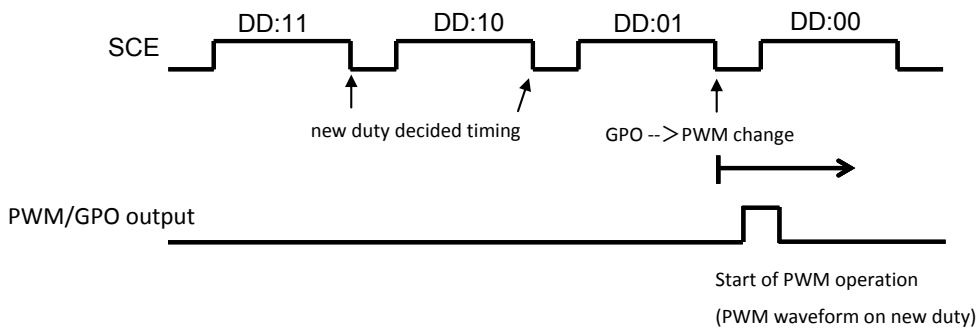 DD:11 DD:10 DD:01 DD:00
SCE
new duty decided timing
GPO --＞PWM change
PWM/GPO output
Start of PWM operation
(PWM waveform on new duty)